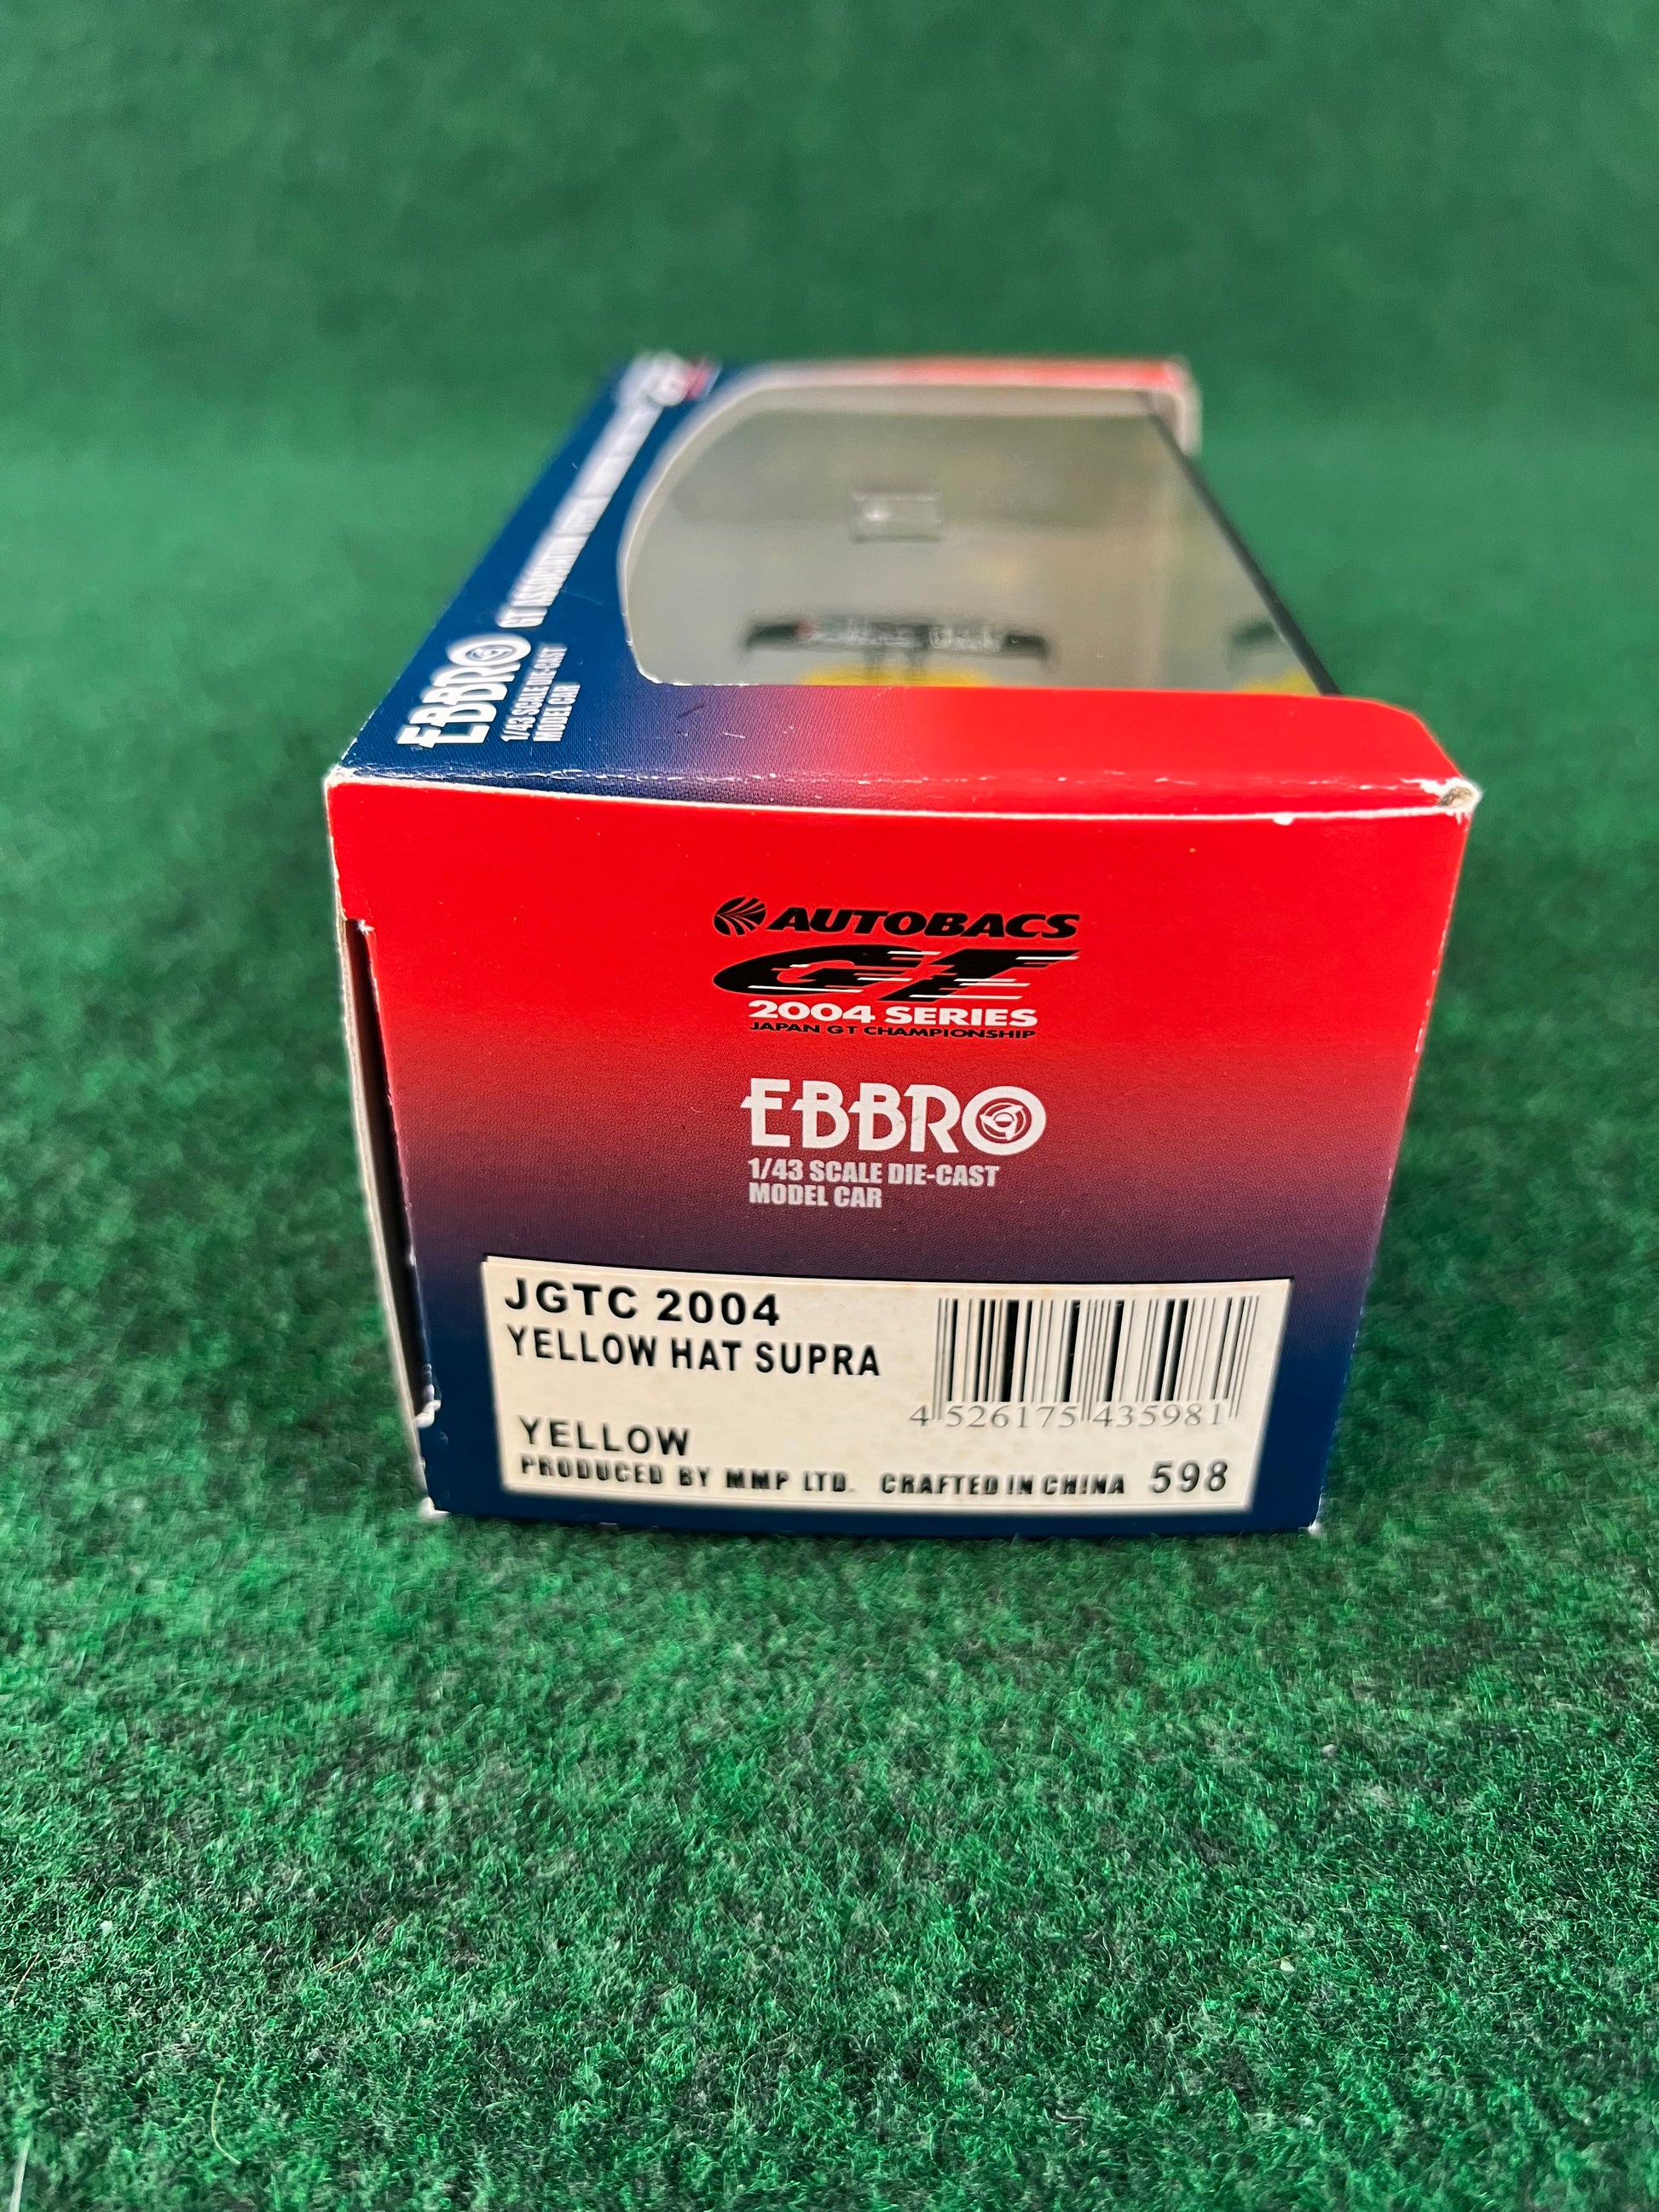 EBBRO
GT ASSOCIATION
1/43 SCALE DIE-CAST
MODEL CAR
AUTOBACS
GT
2004 SERIES
JAPAN GT CHAMPIONSHIP
EBBRO
1/43 SCALE DIE-CAST
MODEL CAR
JGTC 2004
YELLOW HAT SUPRA
4 526175 435981
YELLOW
PRODUCED BY MMP LTD. CRAFTED IN CHINA 598